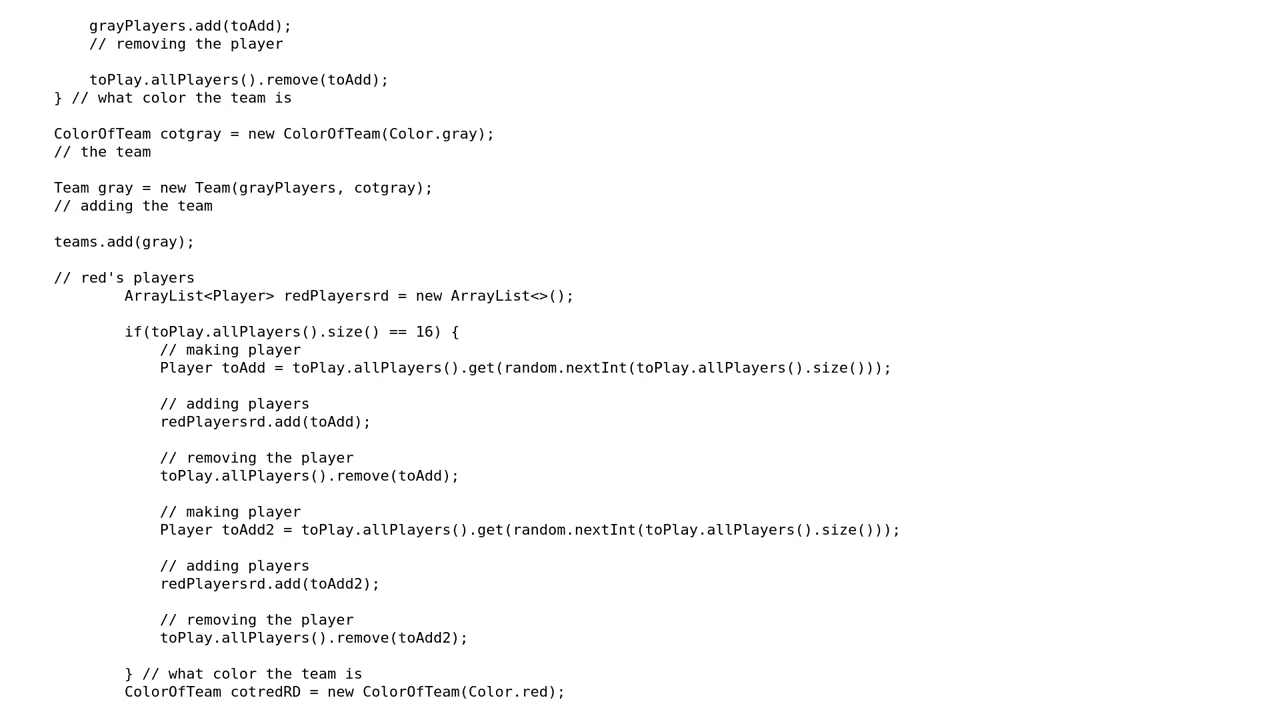 grayPlayers.add(toAdd);
// removing the player
toPlay.allPlayers().remove(toAdd);
} // what color the team is
ColorOfTeam cotgray = new ColorOfTeam(Color.gray);
// the team
Team gray = new Team(grayPlayers, cotgray);
// adding the team
teams.add(gray);
// red's players
ArrayList<Player> redPlayersrd = new ArrayList<>();
if(toPlay.allPlayers().size() == 16) {
// making player
Player toAdd = toPlay.allPlayers().get(random.nextInt(toPlay.allPlayers().size()));
// adding players
redPlayersrd.add(toAdd);
// removing the player
toPlay.allPlayers().remove(toAdd);
// making player
Player toAdd2 = toPlay.allPlayers().get(random.nextInt(toPlay.allPlayers().size()));
// adding players
redPlayersrd.add(toAdd2);
// removing the player
toPlay.allPlayers().remove(toAdd2);
} // what color the team is
ColorOfTeam cotredRD = new ColorOfTeam(Color.red);